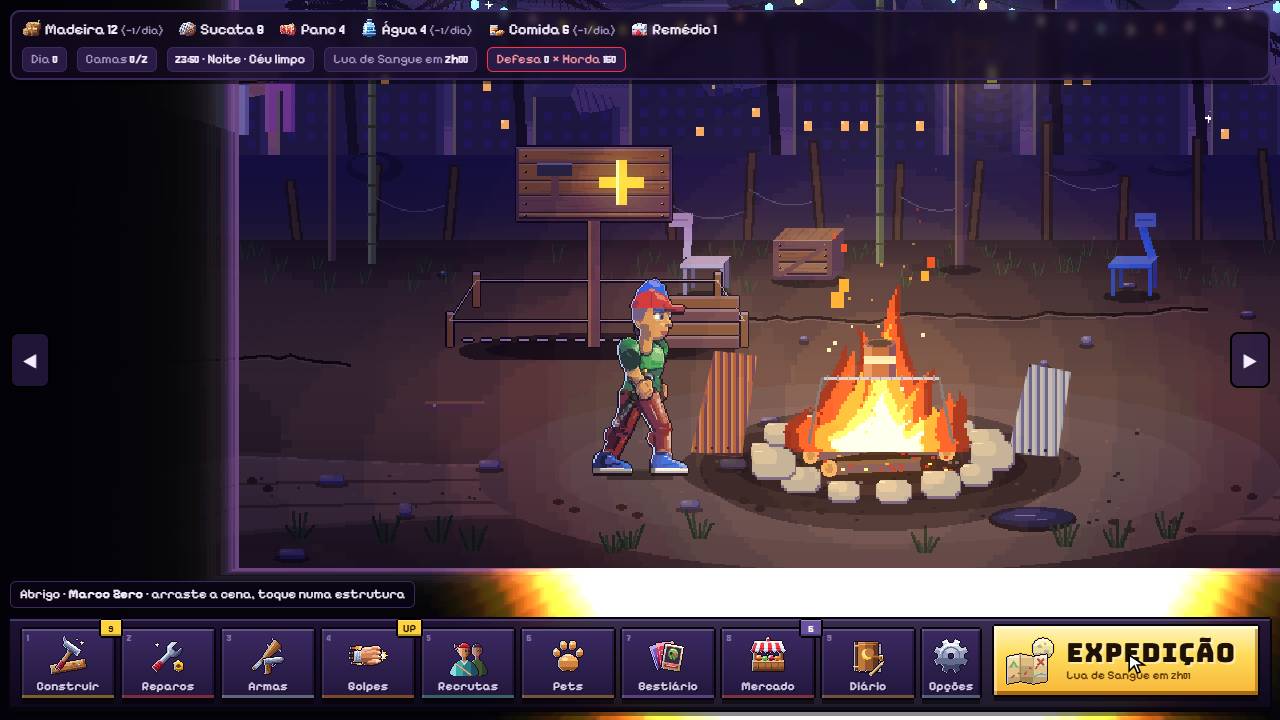 Madeira 12 (-1/dia) Sucata 8 Pano 4 Água 4 (-1/dia) Comida 6 (-1/dia) Remédio 1
Dia 0 Camas 0/2 23:50 · Noite · Céu limpo Lua de Sangue em 2h00 Defesa 0 × Horda 160
Abrigo · Marco Zero · arraste a cena, toque numa estrutura
9 UP 6
1 2 3 4 5 6 7 8 9
Construir Reparos Armas Golpes Recrutas Pets Bestiário Mercado Diário Opções
EXPEDIÇÃO
Lua de Sangue em 2h01